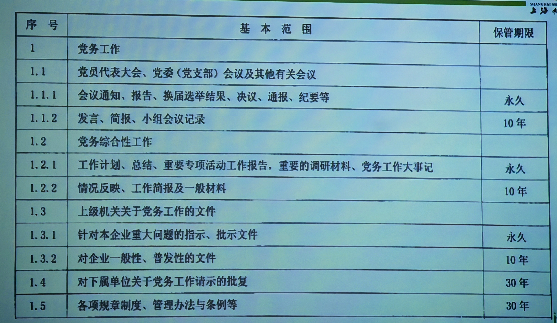 序 号 基 本 范 围 保管期限
1 党务工作
1.1 党员代表大会、党委(党支部)会议及其他有关会议
1.1.1 会议通知、报告、换届选举结果、决议、通报、纪要等 永久
1.1.2 发言、简报、小组会议记录 10年
1.2 党务综合性工作
1.2.1 工作计划、总结、重要专项活动工作报告,重要的调研材料、党务工作大事记 永久
1.2.2 情况反映、工作简报及一般材料 10年
1.3 上级机关关于党务工作的文件
1.3.1 针对本企业重大问题的指示、批示文件 永久
1.3.2 对企业一般性、普发性的文件 10年
1.4 对下属单位关于党务工作请示的批复 30年
1.5 各项规章制度、管理办法与条例等 30年